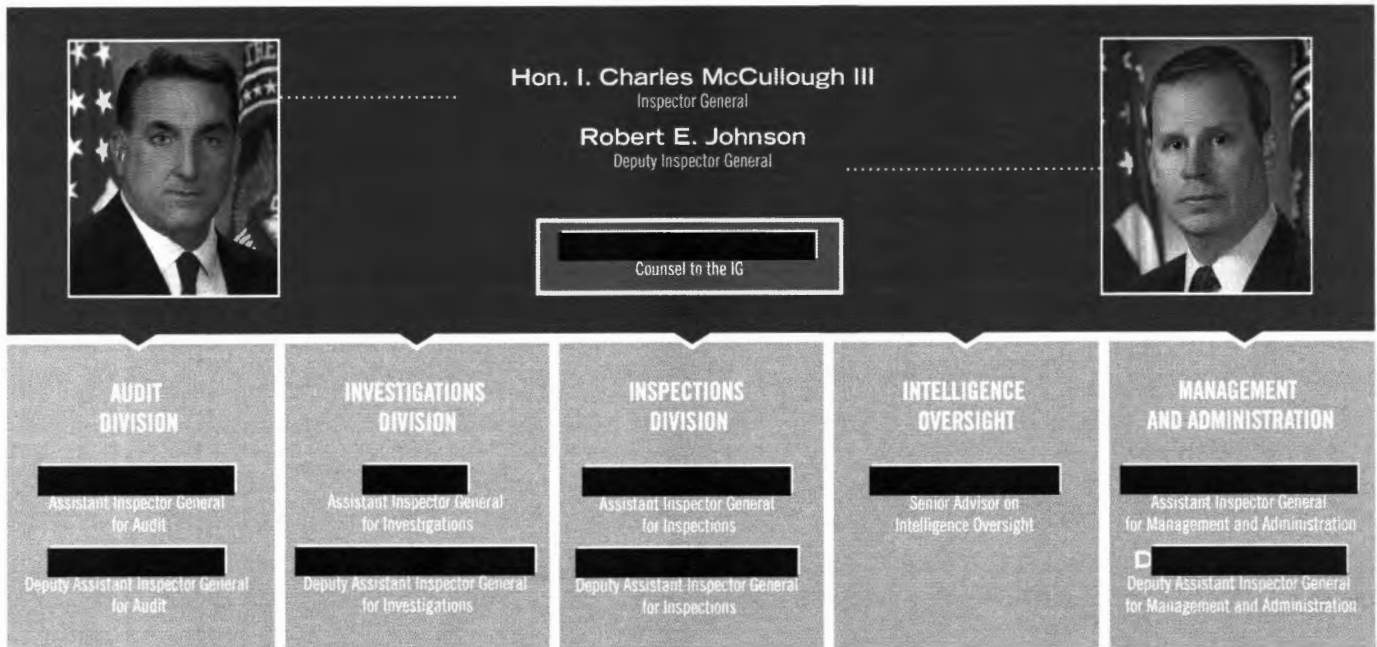 Hon. I. Charles McCullough III
Inspector General
Robert E. Johnson
Deputy Inspector General
Counsel to the IG
AUDIT
DIVISION
Assistant Inspector General
for Audit
Deputy Assistant Inspector General
for Audit
INVESTIGATIONS
DIVISION
Assistant Inspector General
for Investigations
Deputy Assistant Inspector General
for Investigations
INSPECTIONS
DIVISION
Assistant Inspector General
for Inspections
Deputy Assistant Inspector General
for Inspections
INTELLIGENCE
OVERSIGHT
Senior Advisor on
Intelligence Oversight
MANAGEMENT
AND ADMINISTRATION
Assistant Inspector General
for Management and Administration
D
Deputy Assistant Inspector General
for Management and Administration